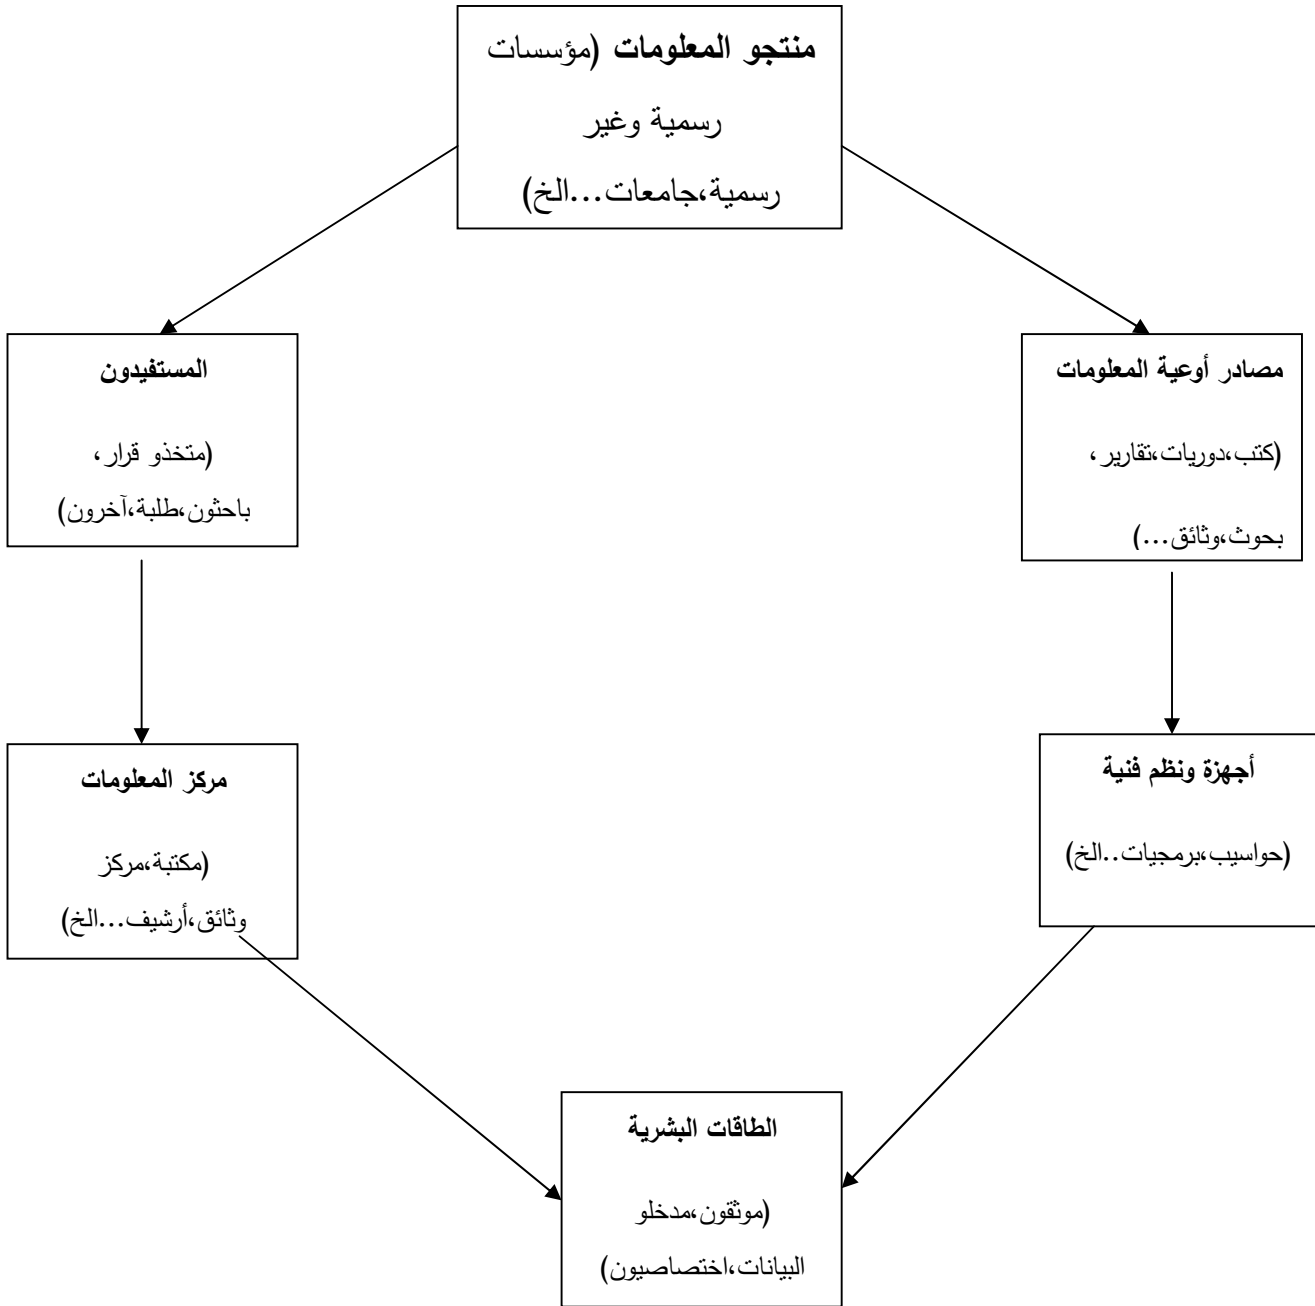 منتجو المعلومات (مؤسسات
رسمية وغير
رسمية،جامعات...الخ)
مصادر أوعية المعلومات
(كتب،دوريات،تقارير،
بحوث،وثائق...)
المستفيدون
(متخذو قرار،
باحثون،طلبة،آخرون)
أجهزة ونظم فنية
(حواسيب،برمجيات..الخ)
مركز المعلومات
(مكتبة،مركز
وثائق،أرشيف...الخ)
الطاقات البشرية
(موثقون،مدخلو
البيانات،اختصاصيون)